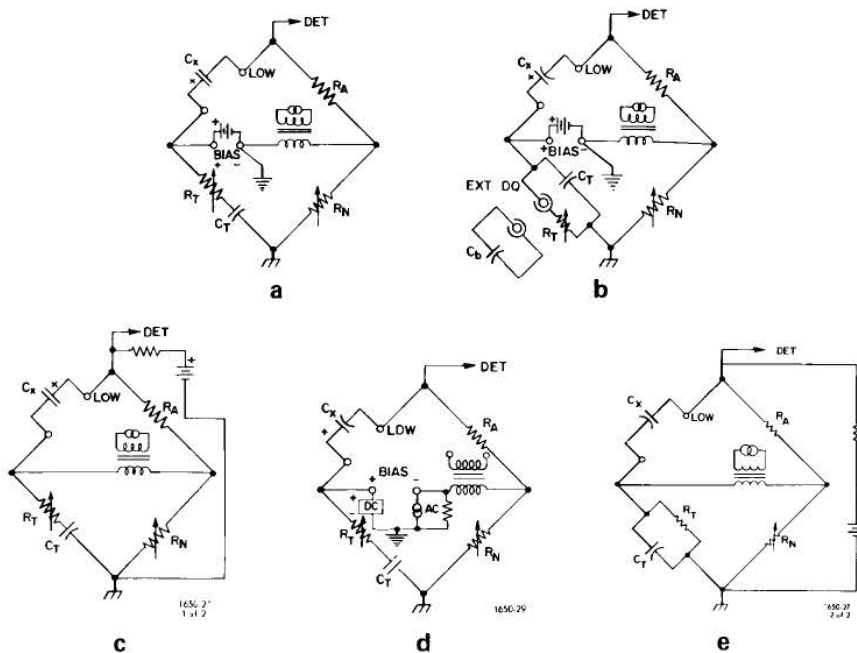 DET
Cx
x
LOW
RA
+
BIAS
-
+
RT
CT
RN
a
DET
Cx
x
LOW
RA
+
+ BIAS -
EXT DQ
CT
RT
RN
Cb
b
DET
+
Cx
x
LOW
RA
RT
CT
RN
1 of 2
c
DET
Cx
+
LOW
RA
BIAS
+
-
+
DC
AC
-
RT
RN
CT
1650-29
d
DET
Cx
LOW
RA
RT
CT
RN
1650-27
2 of 2
e